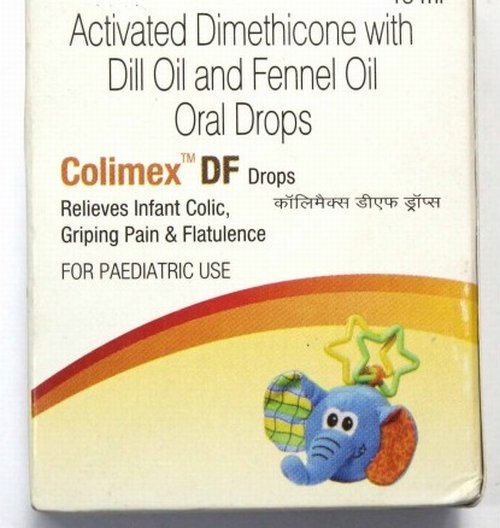 Activated Dimethicone with
Dill Oil and Fennel Oil
Oral Drops
Colimex™ DF Drops
कॉलिमैक्स डीएफ ड्रॉप्स
Relieves Infant Colic,
Griping Pain & Flatulence
FOR PAEDIATRIC USE